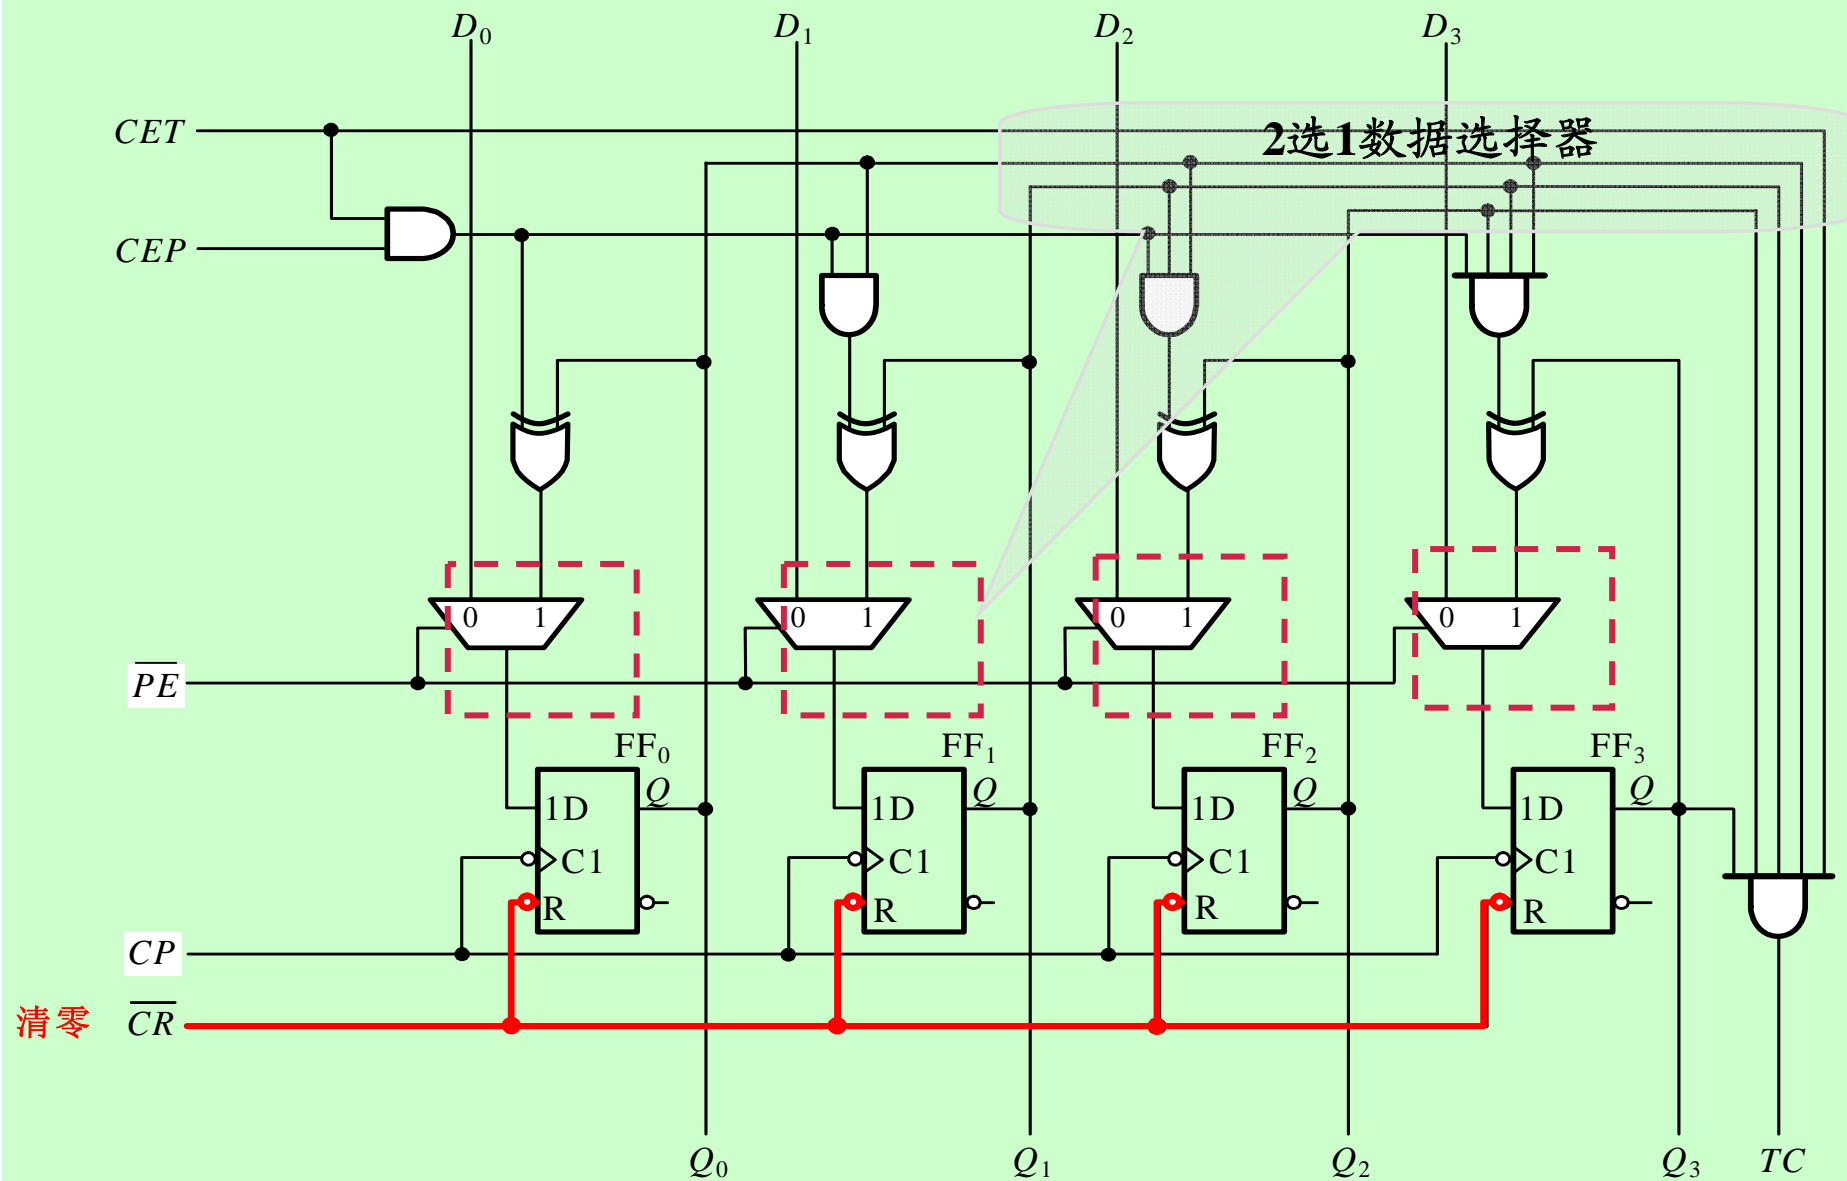 D0 D1 D2 D3
CET
2选1数据选择器
CEP
0 1 0 1 0 1 0 1
P̅E̅
FF0 FF1 FF2 FF3
1D Q 1D Q 1D Q 1D Q
C1 C1 C1 C1
R R R R
CP
清零 C̅R̅
Q0 Q1 Q2 Q3 TC